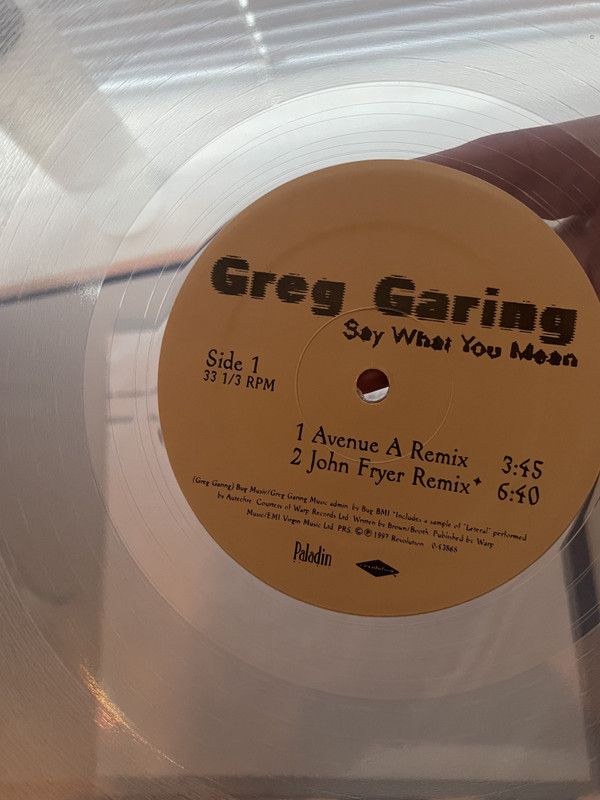 Greg Garing
Say What You Mean
Side 1
33 1/3 RPM
1 Avenue A Remix 3:45
2 John Fryer Remix✦ 6:40
(Greg Garing) Bug Music/Greg Garing Music admin. by Bug BMI *Includes a sample of "Lateral" performed
by Autechre. Courtesy of Warp Records Ltd. Written by Brown/Booth. Published by Warp
Music/EMI Virgin Music Ltd. PRS. ©℗ 1997 Revolution
Paladin
revolution